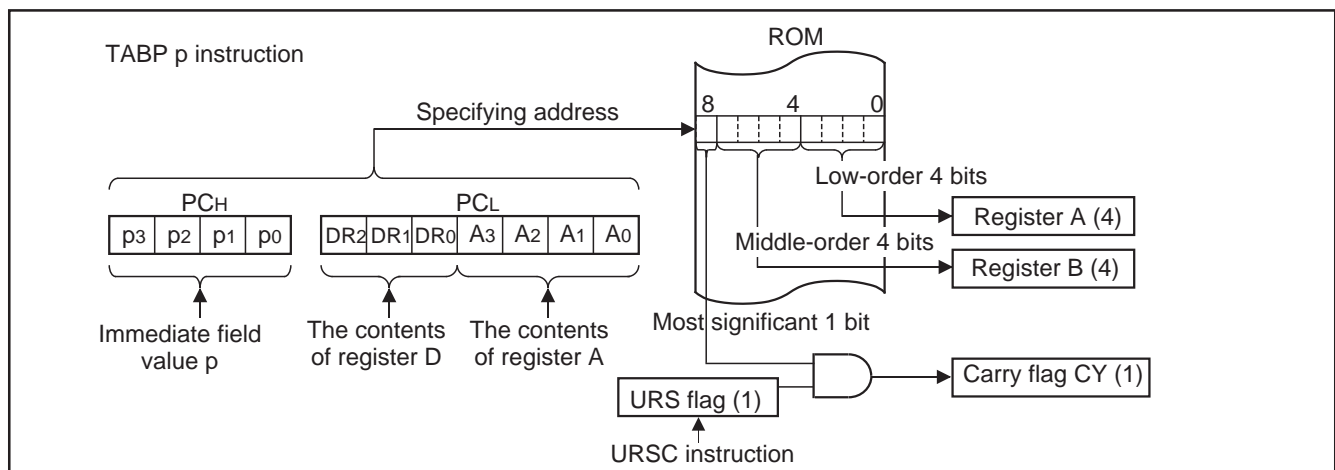 TABP p instruction
ROM
8 4 0
Specifying address
Low-order 4 bits
PCH PCL
p3 p2 p1 p0 DR2 DR1 DR0 A3 A2 A1 A0
Register A (4)
Middle-order 4 bits
Register B (4)
Immediate field
value p
The contents
of register D
The contents
of register A
Most significant 1 bit
Carry flag CY (1)
URS flag (1)
URSC instruction